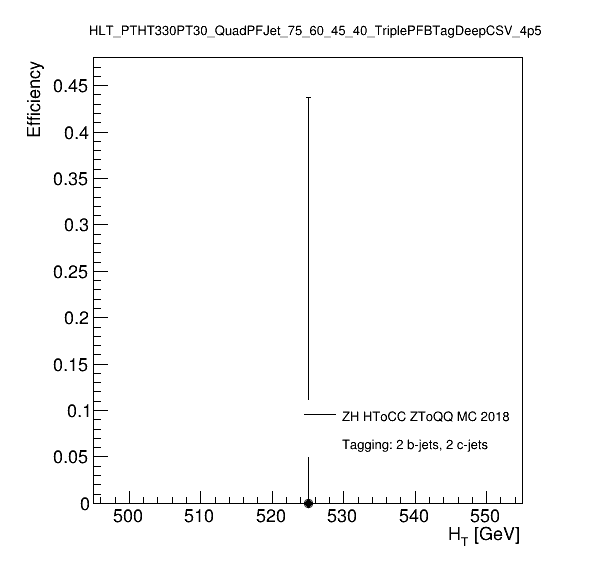 HLT_PTHT330PT30_QuadPFJet_75_60_45_40_TriplePFBTagDeepCSV_4p5
Efficiency
0.45
0.4
0.35
0.3
0.25
0.2
0.15
0.1
0.05
0
ZH HToCC ZToQQ MC 2018
Tagging: 2 b-jets, 2 c-jets
500 510 520 530 540 550
H_T [GeV]